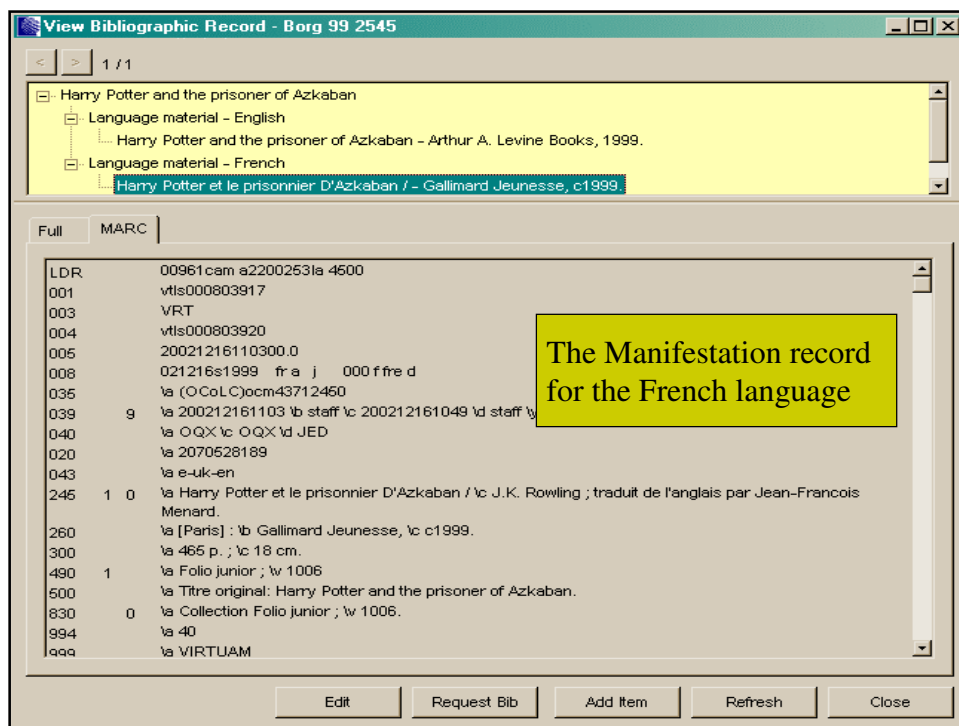 View Bibliographic Record - Borg 99 2545
< > 1 / 1
Harry Potter and the prisoner of Azkaban
Language material - English
Harry Potter and the prisoner of Azkaban - Arthur A. Levine Books, 1999.
Language material - French
Harry Potter et le prisonnier D'Azkaban / - Gallimard Jeunesse, c1999.
Full MARC
LDR 00961cam a2200253la 4500
001 vtls000803917
003 VRT
004 vtls000803920
005 20021216110300.0
008 021216s1999 fr a j 000 f fre d
035 \a (OCoLC)ocm43712450
039 9 \a 200212161103 \b staff \c 200212161049 \d staff \y
040 \a OQX \c OQX \d JED
020 \a 2070528189
043 \a e-uk-en
245 1 0 \a Harry Potter et le prisonnier D'Azkaban / \c J.K. Rowling ; traduit de l'anglais par Jean-Francois
Menard.
260 \a [Paris] : \b Gallimard Jeunesse, \c c1999.
300 \a 465 p. ; \c 18 cm.
490 1 \a Folio junior ; \v 1006
500 \a Titre original: Harry Potter and the prisoner of Azkaban.
830 0 \a Collection Folio junior ; \v 1006.
994 \a 40
999 \a VIRTUAM
The Manifestation record
for the French language
Edit Request Bib Add Item Refresh Close